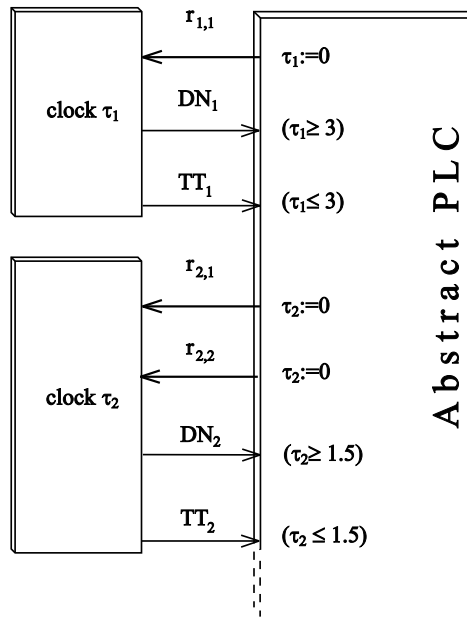 r1,1
τ1:=0
clock τ1
DN1
(τ1≥ 3)
TT1
(τ1≤ 3)
r2,1
τ2:=0
r2,2
τ2:=0
clock τ2
DN2
(τ2≥ 1.5)
TT2
(τ2 ≤ 1.5)
Abstract PLC